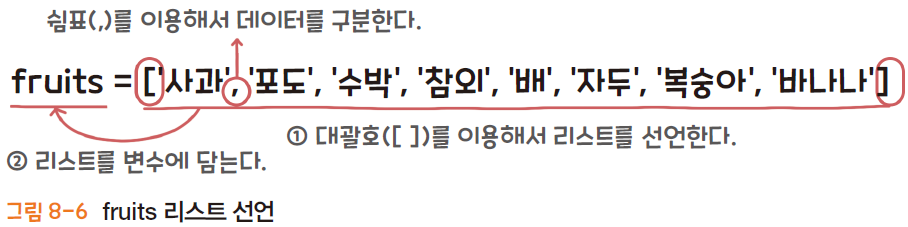 쉼표(,)를 이용해서 데이터를 구분한다.
fruits = ['사과', '포도', '수박', '참외', '배', '자두', '복숭아', '바나나']
① 대괄호([ ])를 이용해서 리스트를 선언한다.
② 리스트를 변수에 담는다.
그림 8-6 fruits 리스트 선언